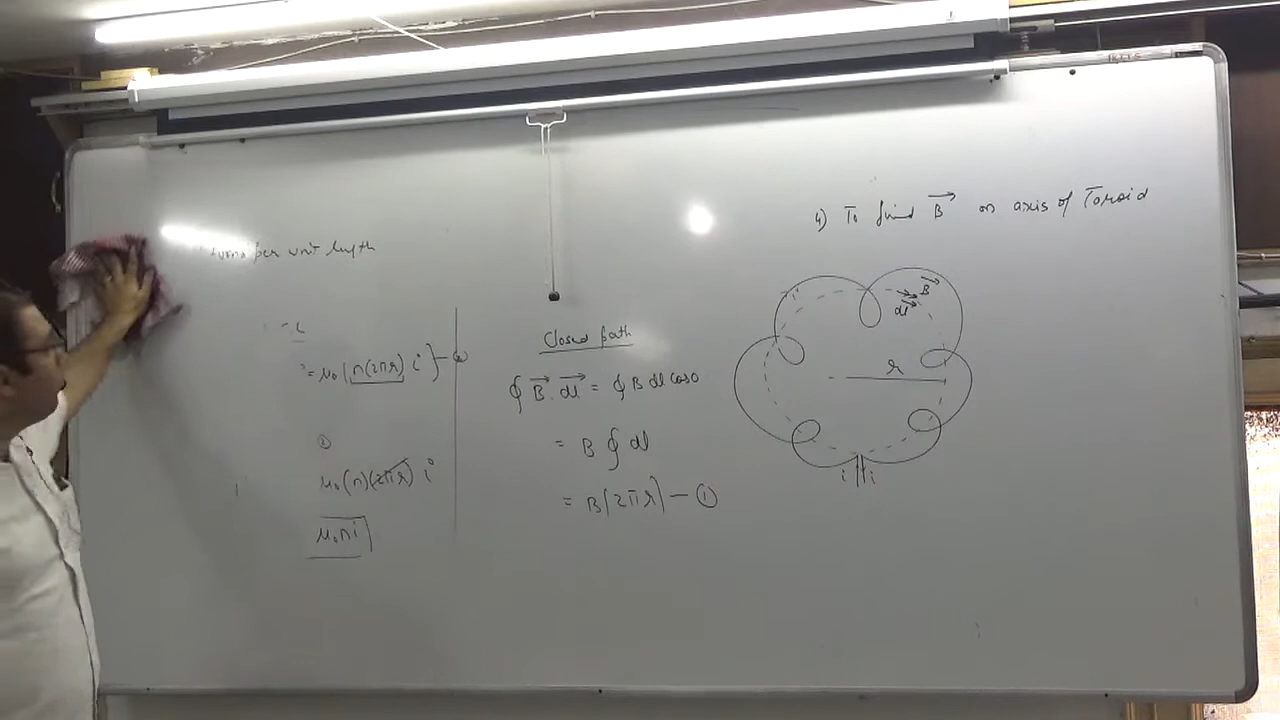 4) To find B⃗ on axis of Toroid
turns per unit length
= μ₀(n(2πr) i) — ②
②
μ₀(n)(2πr) i
μ₀ni
Closed path
∮ B⃗ . dl⃗ = ∮ B dl cos0
= B ∮ dl
= B(2πr) — ①
B⃗
dl⃗
r
i i